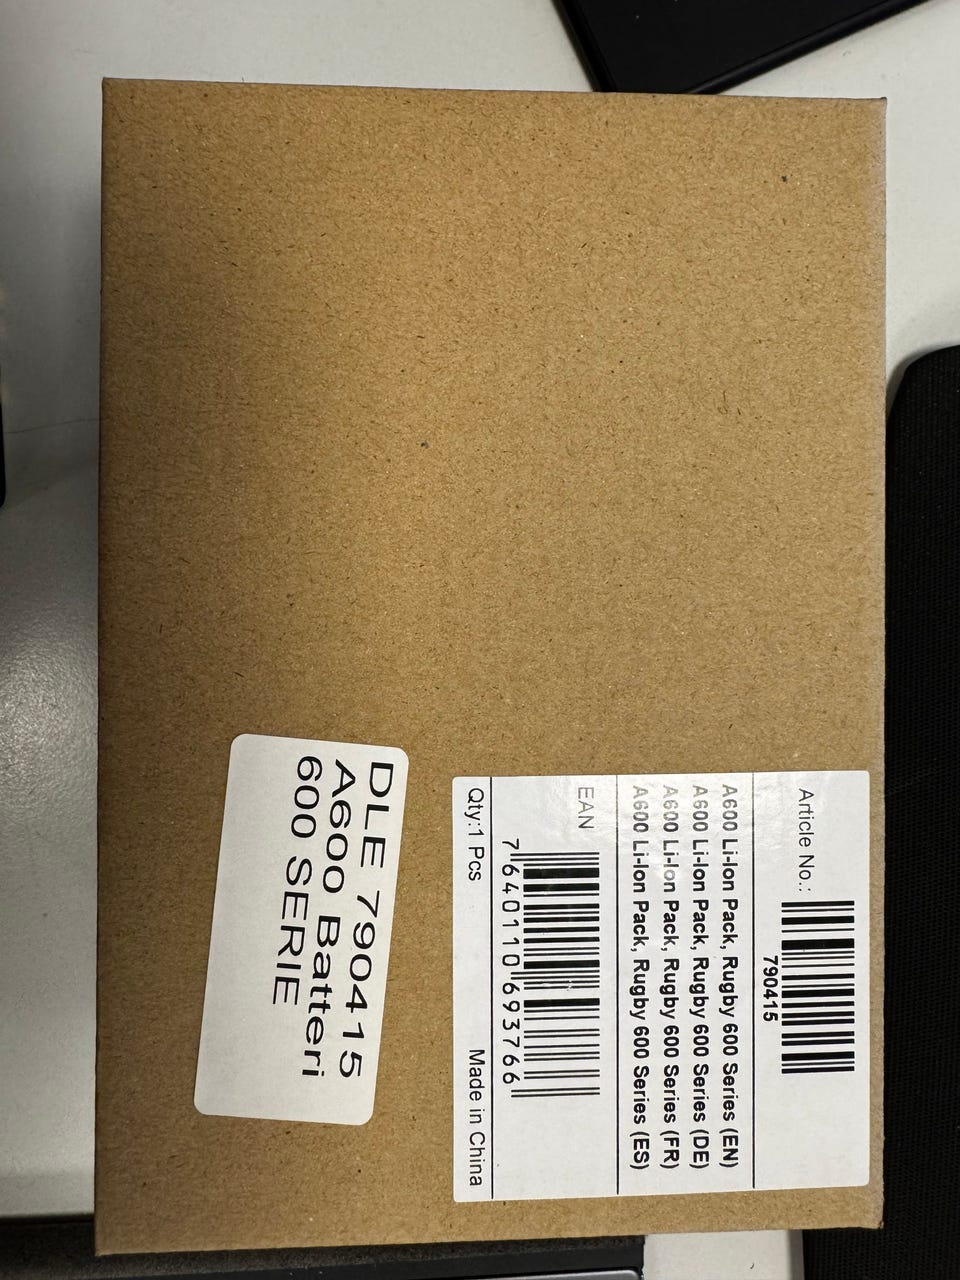 Article No.:
790415
A600 Li-Ion Pack, Rugby 600 Series (EN)
A600 Li-Ion Pack, Rugby 600 Series (DE)
A600 Li-Ion Pack, Rugby 600 Series (FR)
A600 Li-Ion Pack, Rugby 600 Series (ES)
EAN
7640110693766
Qty:1 Pcs
Made in China
DLE 790415
A600 Batteri
600 SERIE